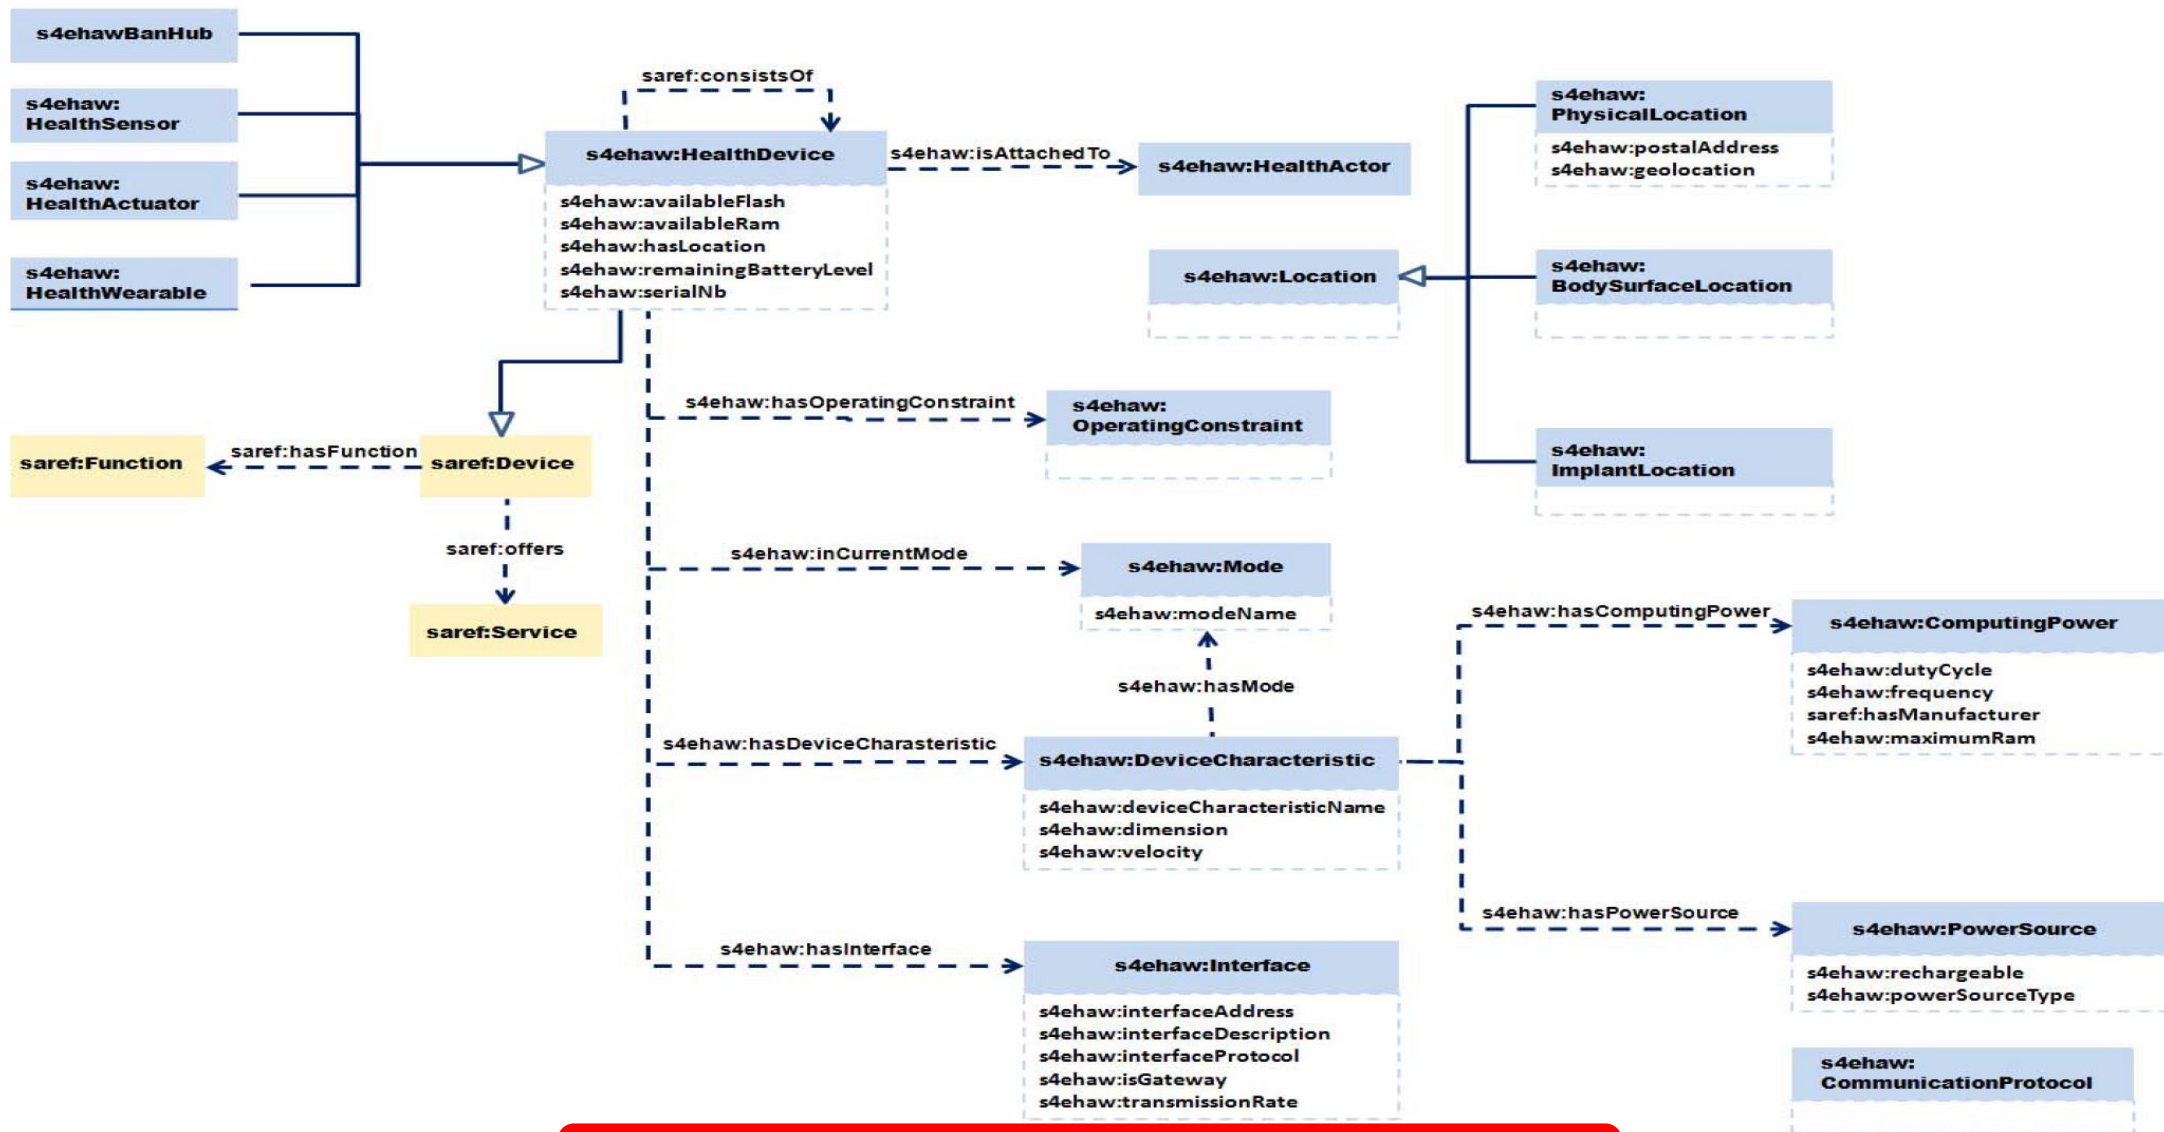 s4ehawBanHub
s4ehaw:
HealthSensor
s4ehaw:
HealthActuator
s4ehaw:
HealthWearable
saref:consistsOf
s4ehaw:HealthDevice
s4ehaw:availableFlash
s4ehaw:availableRam
s4ehaw:hasLocation
s4ehaw:remainingBatteryLevel
s4ehaw:serialNb
s4ehaw:isAttachedTo
s4ehaw:HealthActor
s4ehaw:Location
s4ehaw:
PhysicalLocation
s4ehaw:postalAddress
s4ehaw:geolocation
s4ehaw:
BodySurfaceLocation
s4ehaw:
ImplantLocation
saref:Function
saref:hasFunction
saref:Device
saref:offers
saref:Service
s4ehaw:hasOperatingConstraint
s4ehaw:
OperatingConstraint
s4ehaw:inCurrentMode
s4ehaw:Mode
s4ehaw:modeName
s4ehaw:hasMode
s4ehaw:hasDeviceCharasteristic
s4ehaw:DeviceCharacteristic
s4ehaw:deviceCharacteristicName
s4ehaw:dimension
s4ehaw:velocity
s4ehaw:hasComputingPower
s4ehaw:ComputingPower
s4ehaw:dutyCycle
s4ehaw:frequency
saref:hasManufacturer
s4ehaw:maximumRam
s4ehaw:hasPowerSource
s4ehaw:PowerSource
s4ehaw:rechargeable
s4ehaw:powerSourceType
s4ehaw:hasInterface
s4ehaw:Interface
s4ehaw:interfaceAddress
s4ehaw:interfaceDescription
s4ehaw:interfaceProtocol
s4ehaw:isGateway
s4ehaw:transmissionRate
s4ehaw:
CommunicationProtocol